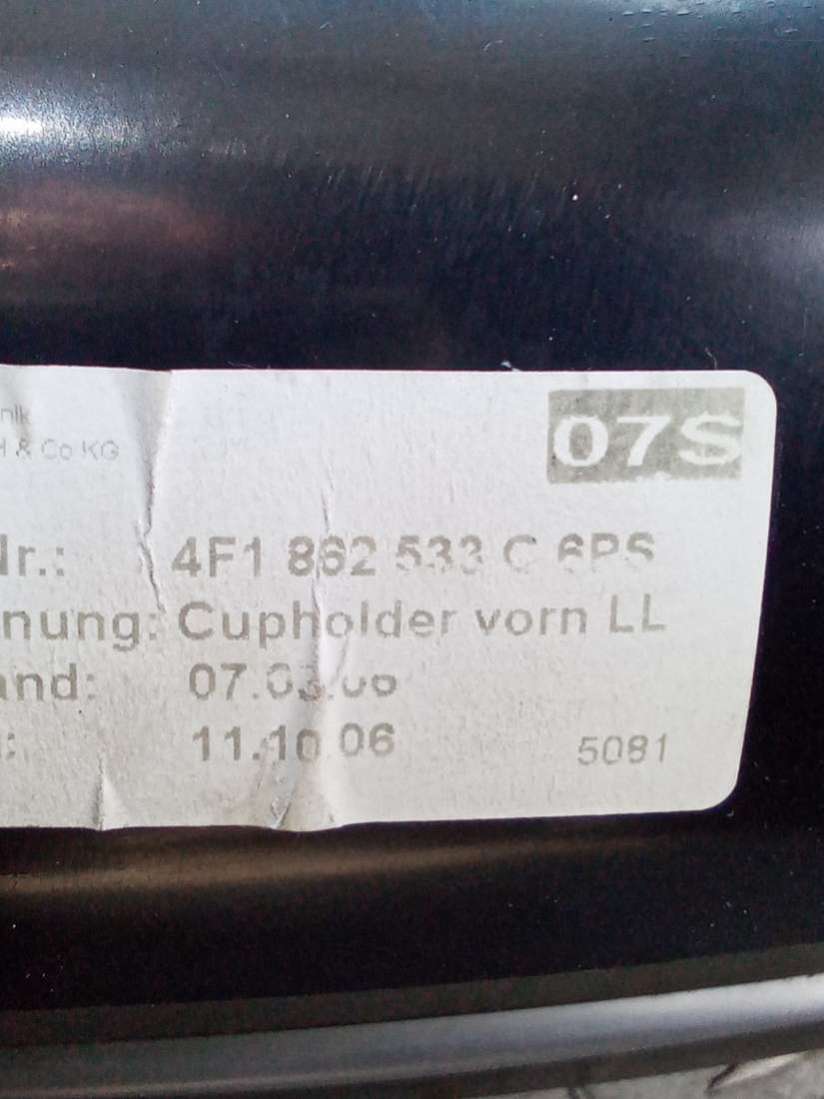 nik
H & Co KG
07S
Nr.: 4F1 862 533 C 6PS
nung: Cupholder vorn LL
and: 07.03.06
: 11.10.06 5081